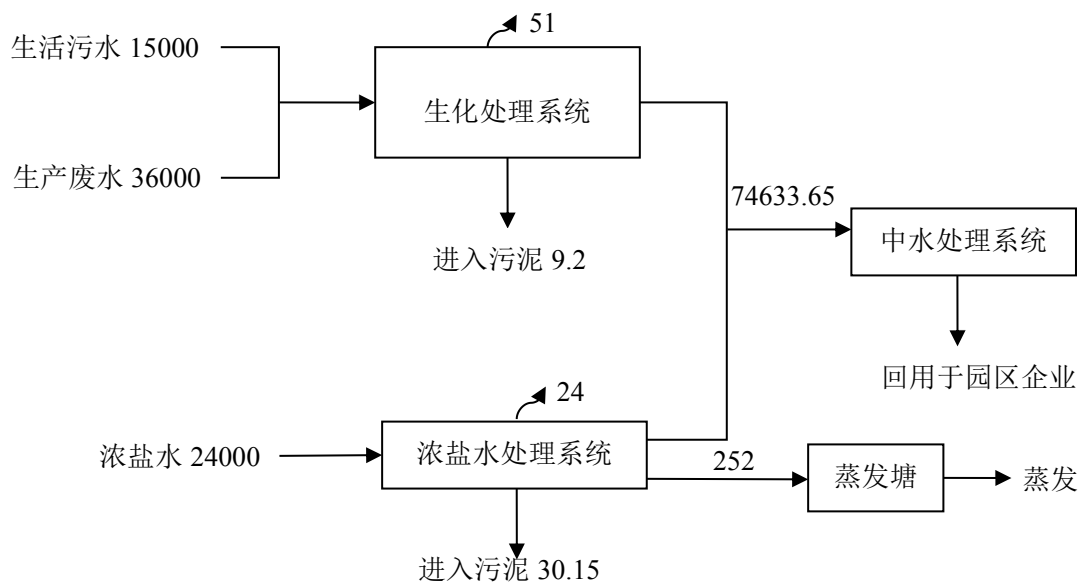 51
生活污水 15000
生化处理系统
生产废水 36000
74633.65
中水处理系统
进入污泥 9.2
回用于园区企业
24
浓盐水 24000
浓盐水处理系统
252
蒸发塘
蒸发
进入污泥 30.15